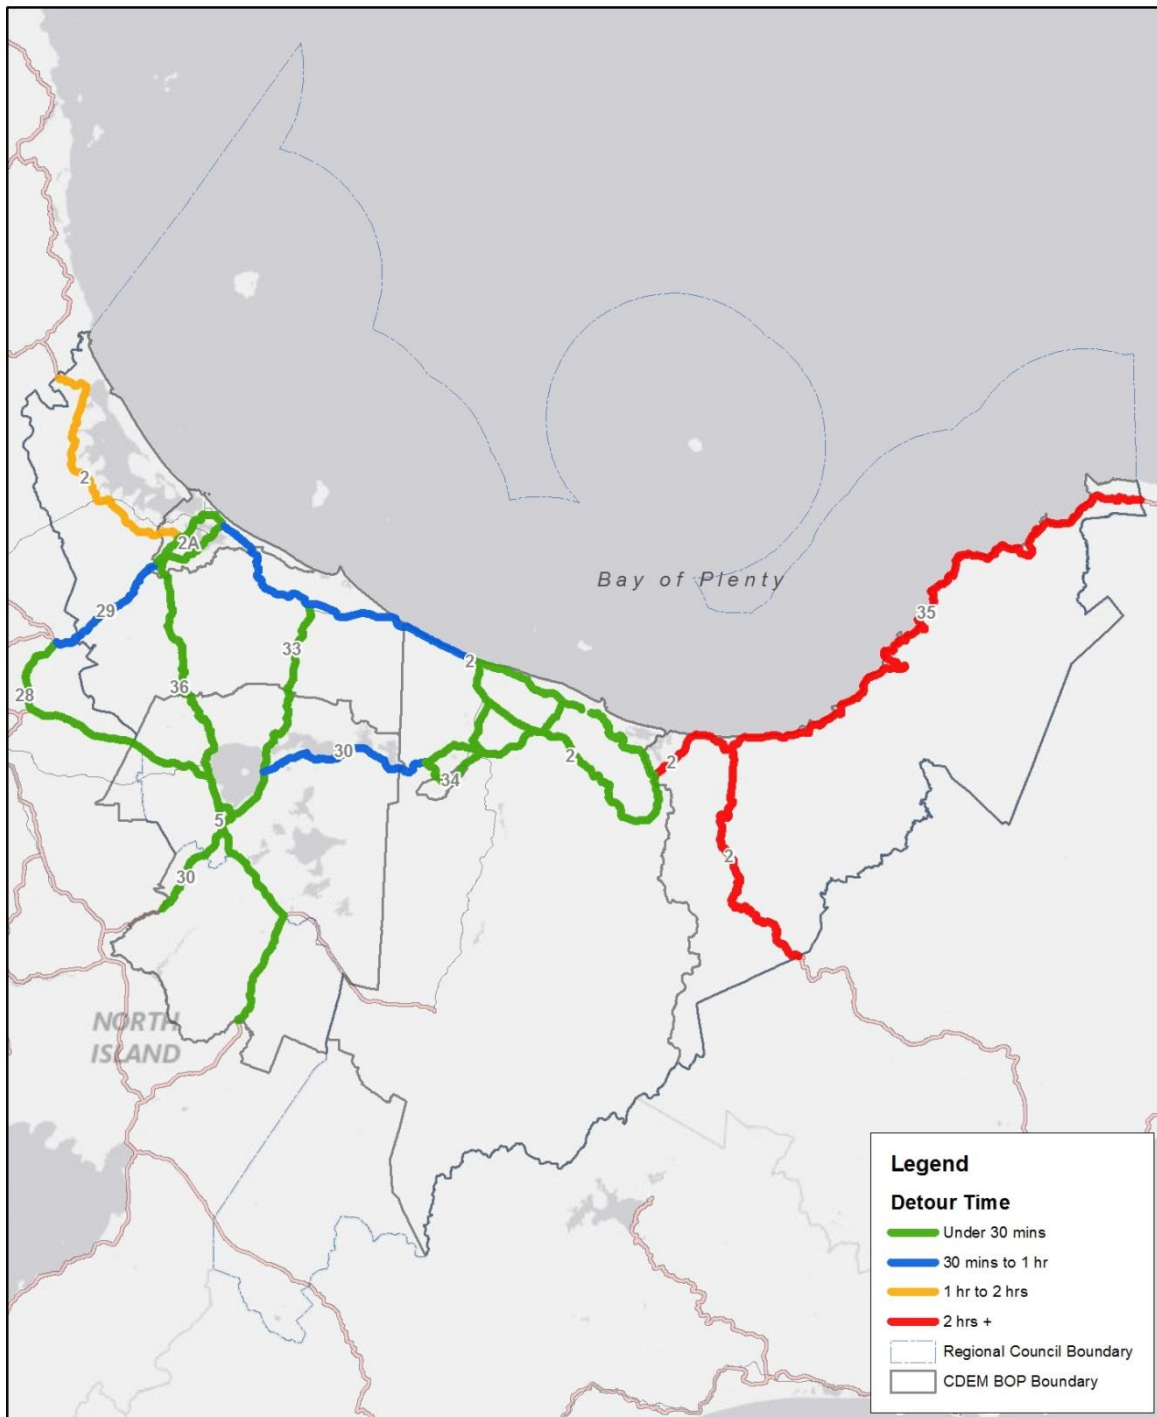 2
2A
Bay of Plenty
29
35
33
2
28
36
30
2
2
34
5
2
30
NORTH
ISLAND
Legend
Detour Time
Under 30 mins
30 mins to 1 hr
1 hr to 2 hrs
2 hrs +
Regional Council Boundary
CDEM BOP Boundary